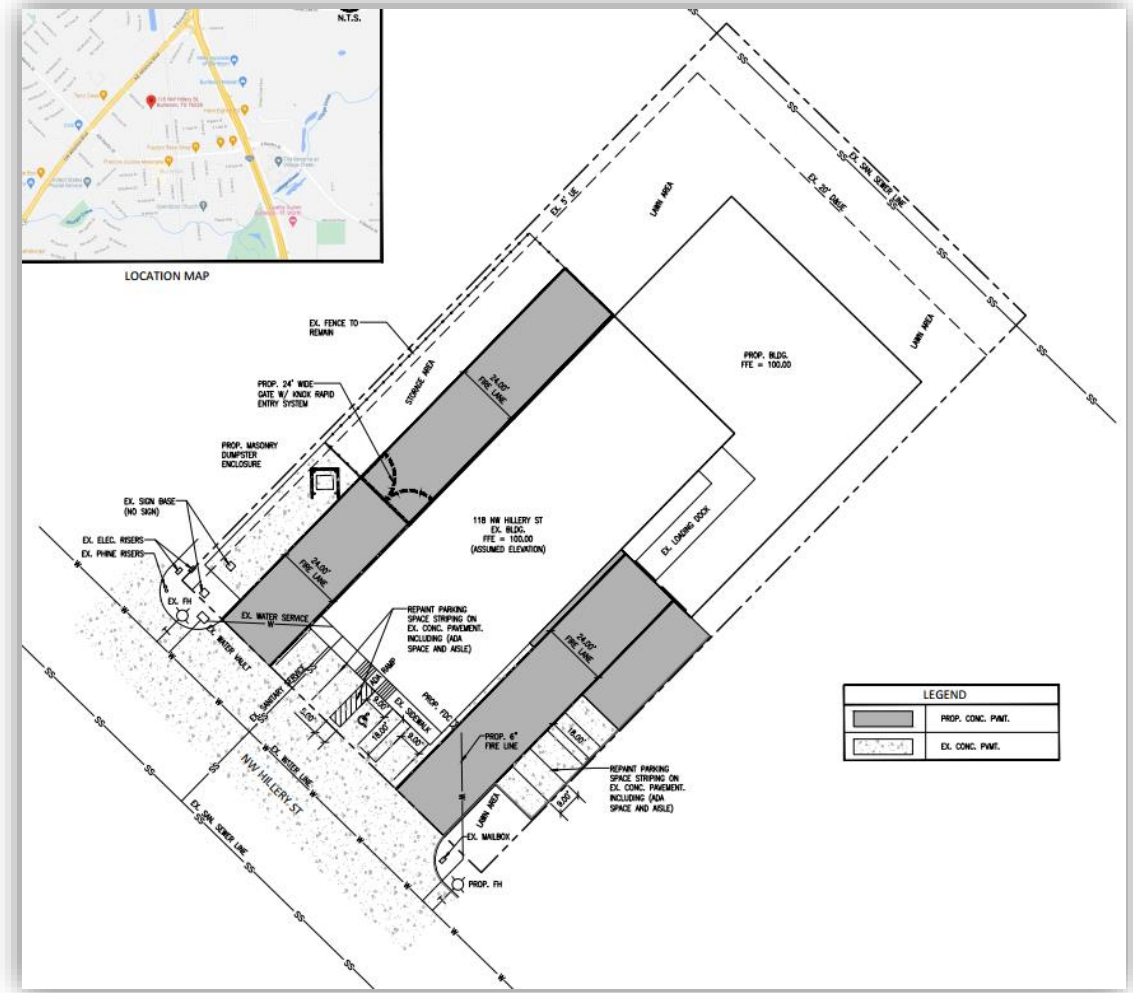 N.T.S.
LOCATION MAP
EX. SAN. SEWER LINE
SS
EX. 5' UE
EX. 20' D&UE
LAWN AREA
LAWN AREA
EX. FENCE TO
REMAIN
STORAGE AREA
24.00'
FIRE LANE
PROP. BLDG.
FFE = 100.00
PROP. 24' WIDE
GATE W/ KNOX RAPID
ENTRY SYSTEM
PROP. MASONRY
DUMPSTER
ENCLOSURE
EX. SIGN BASE
(NO SIGN)
EX. ELEC. RISERS
EX. PHINE RISERS
EX. FH
24.00'
FIRE LANE
118 NW HILLERY ST
EX. BLDG.
FFE = 100.00
(ASSUMED ELEVATION)
EX. LOADING DOCK
EX. WATER SERVICE
W
EX. WATER VAULT
REPAINT PARKING
SPACE STRIPING ON
EX. CONC. PAVEMENT.
INCLUDING (ADA
SPACE AND AISLE)
24.00'
FIRE LANE
EX. SANITARY SERVICE
SS
ADA RAMP
EX. SIDEWALK
PROP. FDC
5.00'
9.00'
18.00'
9.00'
PROP. 6"
FIRE LINE
18.00'
9.00'
REPAINT PARKING
SPACE STRIPING ON
EX. CONC. PAVEMENT.
INCLUDING (ADA
SPACE AND AISLE)
LAWN AREA
EX. MAILBOX
PROP. FH
EX. WATER LINE
W
NW HILLERY ST
EX. SAN. SEWER LINE
SS
LEGEND
PROP. CONC. PVMT.
EX. CONC. PVMT.